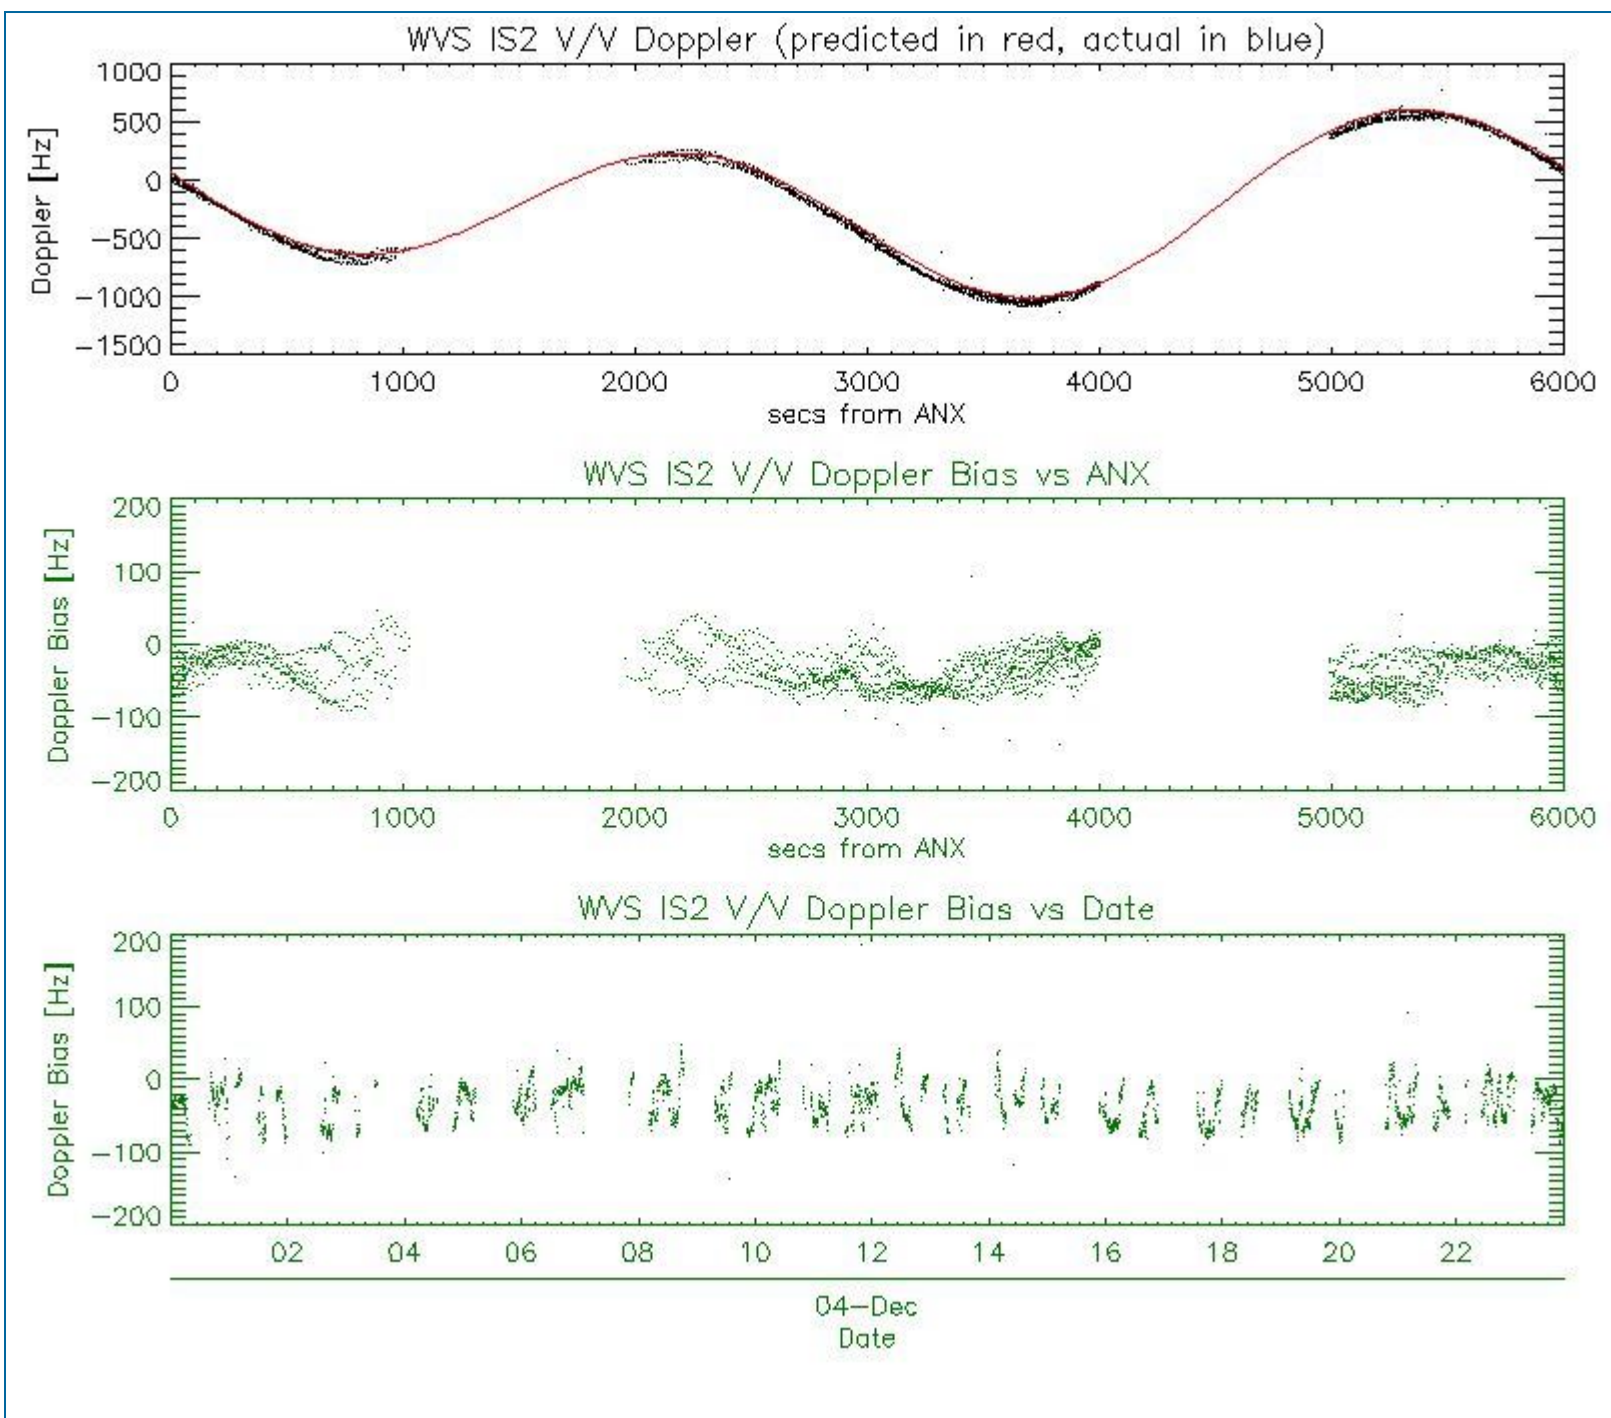 WVS IS2 V/V Doppler (predicted in red, actual in blue)
1000
500
0
-500
-1000
-1500
Doppler [Hz]
0 1000 2000 3000 4000 5000 6000
secs from ANX
WVS IS2 V/V Doppler Bias vs ANX
200
100
0
-100
-200
Doppler Bias [Hz]
0 1000 2000 3000 4000 5000 6000
secs from ANX
WVS IS2 V/V Doppler Bias vs Date
200
100
0
-100
-200
Doppler Bias [Hz]
02 04 06 08 10 12 14 16 18 20 22
04-Dec
Date